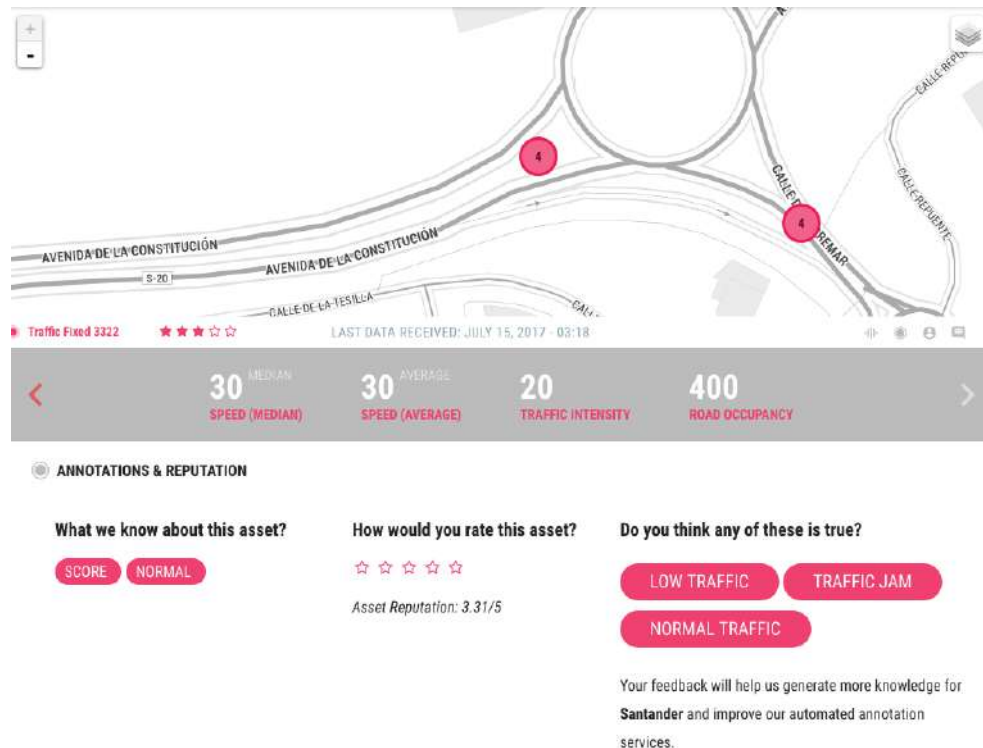 +
-
A
CALLE-REPU
4
CALLE-REPUENTE
4
CALLE D
REMAR
AVENIDA DE LA CONSTITUCIÓN
AVENIDA DE LA CONSTITUCIÓN
S-20
CALLE-DE-LA-TESILLA
CALL
Traffic Fixed 3322
LAST DATA RECEIVED: JULY 15, 2017 - 03:18
30 MEDIAN
SPEED (MEDIAN)
30 AVERAGE
SPEED (AVERAGE)
20
TRAFFIC INTENSITY
400
ROAD OCCUPANCY
ANNOTATIONS & REPUTATION
What we know about this asset?
SCORE NORMAL
How would you rate this asset?
Asset Reputation: 3.31/5
Do you think any of these is true?
LOW TRAFFIC TRAFFIC JAM
NORMAL TRAFFIC
Your feedback will help us generate more knowledge for
Santander and improve our automated annotation
services.